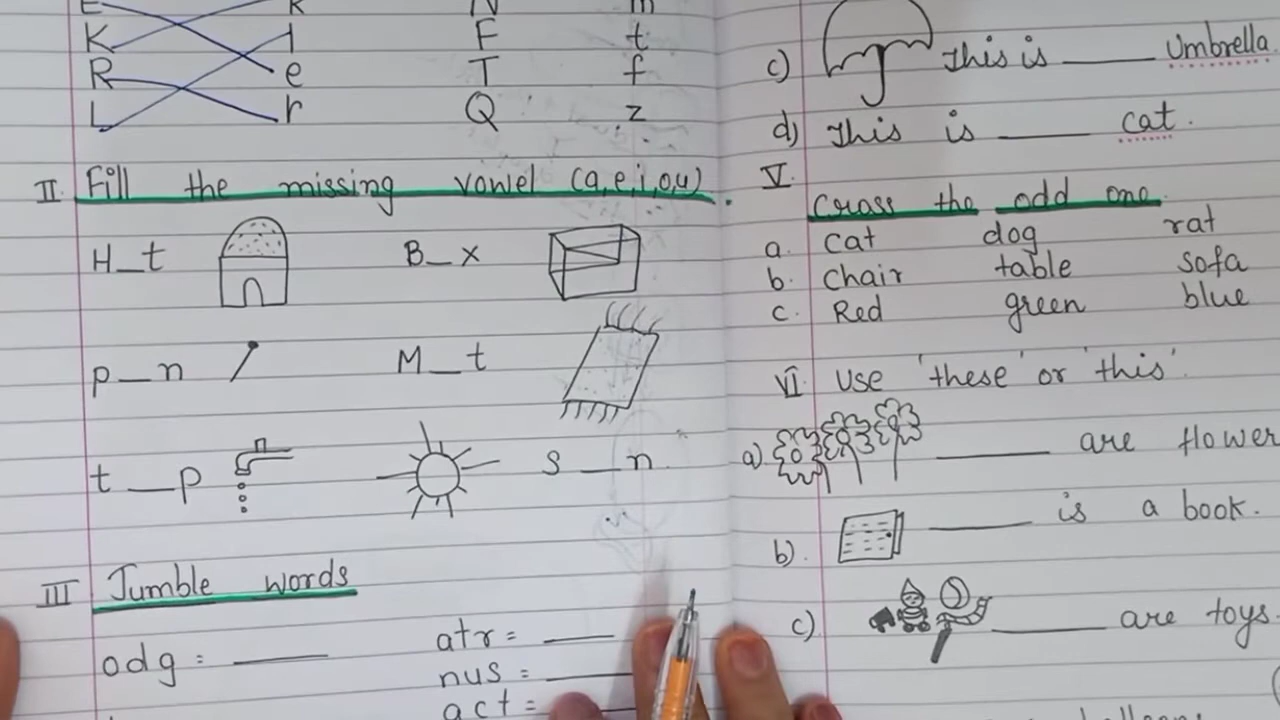 E k N m
K l F t
R e T f
L r Q z
II. Fill the missing vowel (a,e,i,o,u).
H_t B_x
p_n M_t
t_p S_n
III Jumble words
odg = ____ atr = ____
nus = ____
act =
c) This is ____ Umbrella
d) This is ____ cat.
V. Cross the odd one
a. cat dog rat
b. chair table sofa
c. Red green blue
VI Use 'these' or 'this'
a) ____ are flower
b). ____ is a book.
c) ____ are toys.